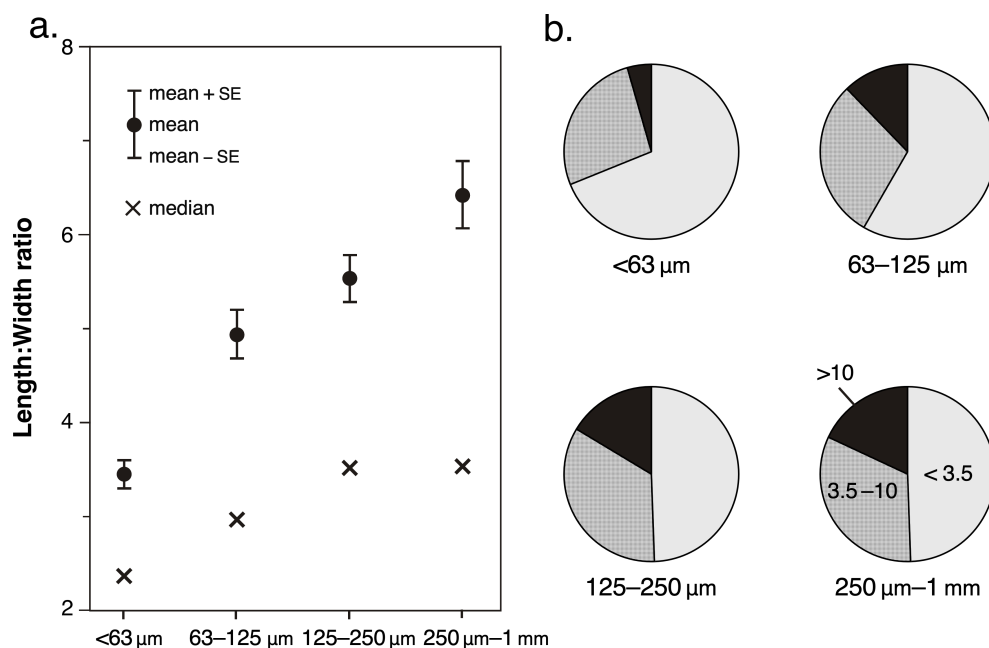 a.
8
6
4
2
Length:Width ratio
mean + SE
mean
mean – SE
median
<63 µm
63–125 µm
125–250 µm
250 µm–1 mm
b.
<63 µm
63–125 µm
>10
< 3.5
3.5 –10
125–250 µm
250 µm–1 mm